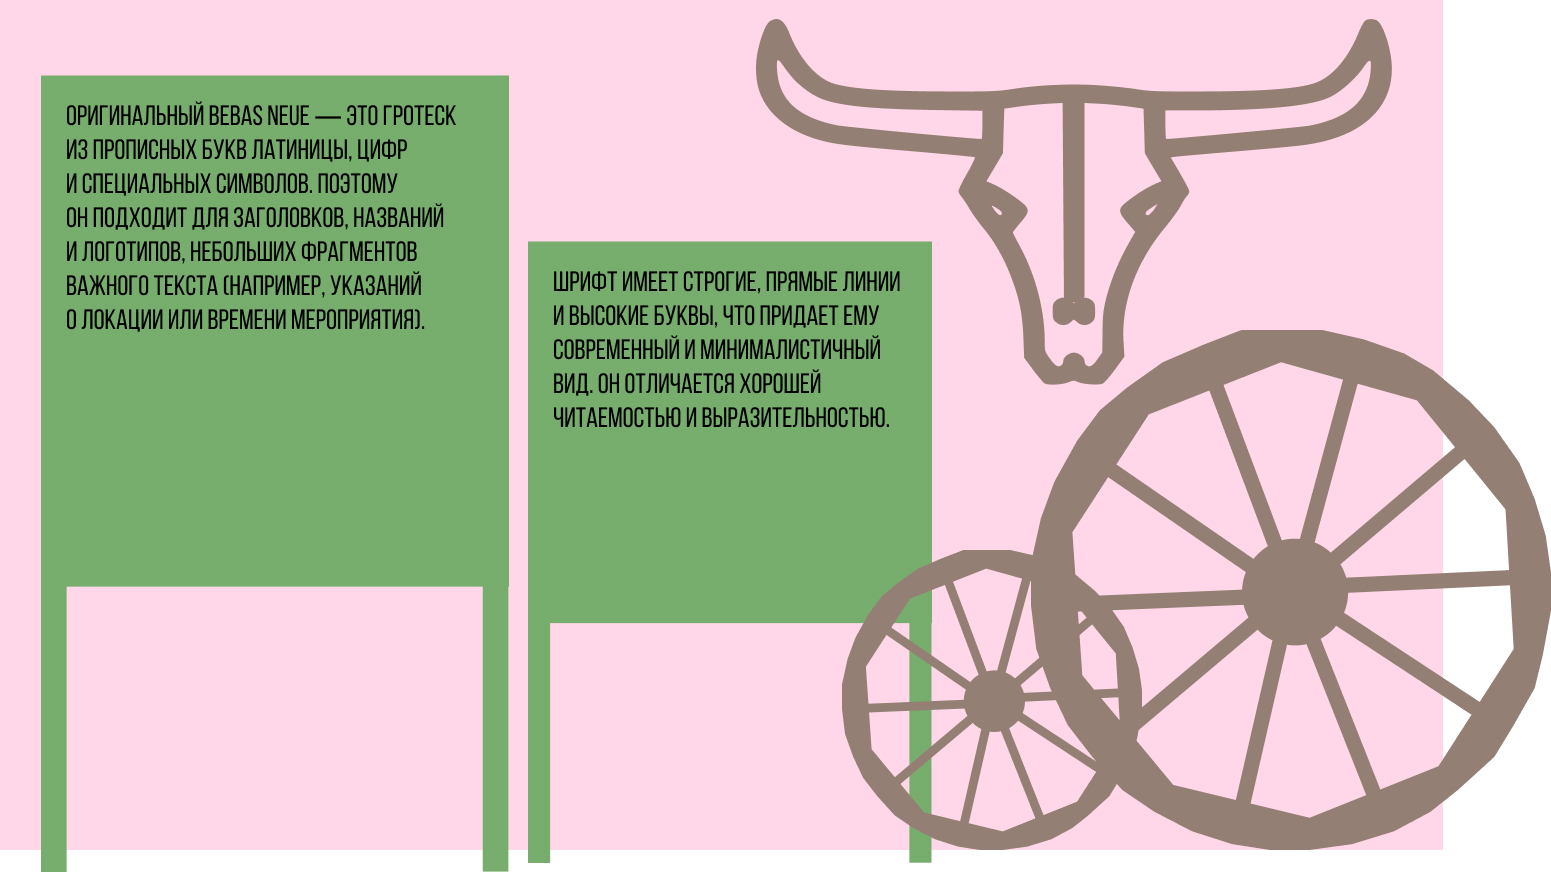 ОРИГИНАЛЬНЫЙ BEBAS NEUE — ЭТО ГРОТЕСК
ИЗ ПРОПИСНЫХ БУКВ ЛАТИНИЦЫ, ЦИФР
И СПЕЦИАЛЬНЫХ СИМВОЛОВ. ПОЭТОМУ
ОН ПОДХОДИТ ДЛЯ ЗАГОЛОВКОВ, НАЗВАНИЙ
И ЛОГОТИПОВ, НЕБОЛЬШИХ ФРАГМЕНТОВ
ВАЖНОГО ТЕКСТА (НАПРИМЕР, УКАЗАНИЙ
О ЛОКАЦИИ ИЛИ ВРЕМЕНИ МЕРОПРИЯТИЯ).
ШРИФТ ИМЕЕТ СТРОГИЕ, ПРЯМЫЕ ЛИНИИ
И ВЫСОКИЕ БУКВЫ, ЧТО ПРИДАЕТ ЕМУ
СОВРЕМЕННЫЙ И МИНИМАЛИСТИЧНЫЙ
ВИД. ОН ОТЛИЧАЕТСЯ ХОРОШЕЙ
ЧИТАЕМОСТЬЮ И ВЫРАЗИТЕЛЬНОСТЬЮ.